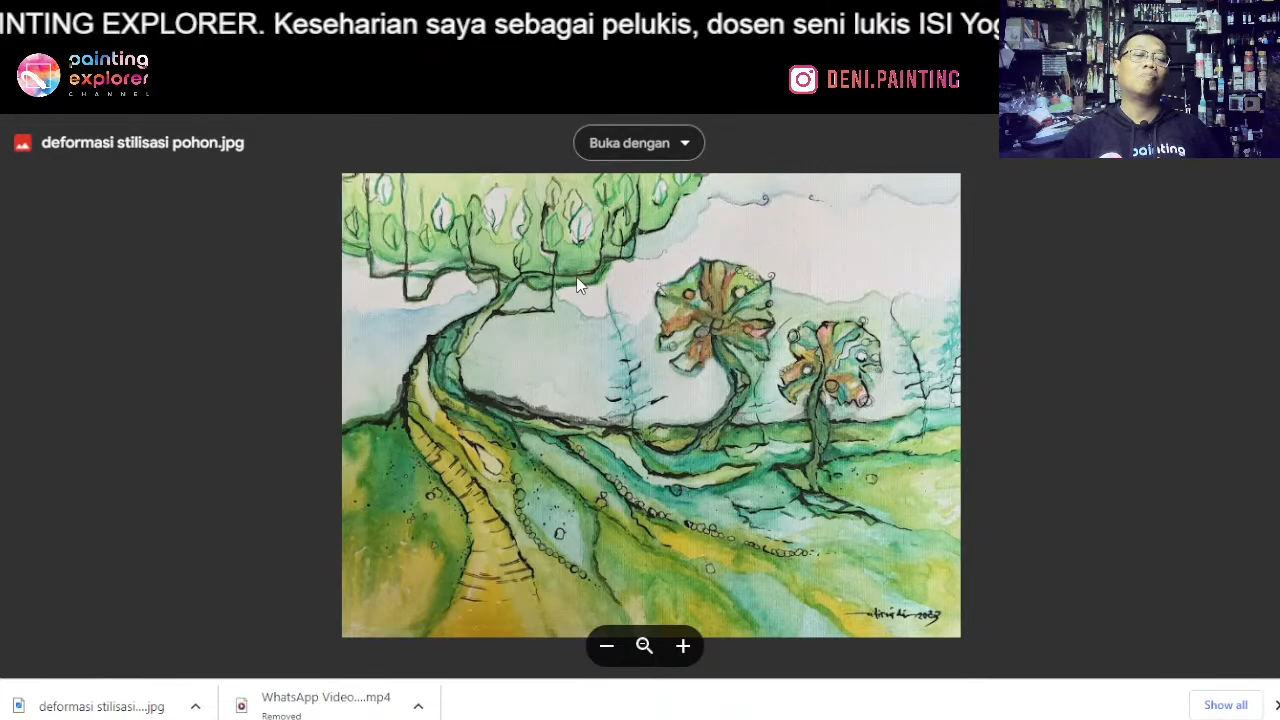 INTING EXPLORER. Keseharian saya sebagai pelukis, dosen seni lukis ISI Yog
painting
explorer
CHANNEL
DENI.PAINTING
painting
deformasi stilisasi pohon.jpg
Buka dengan
deformasi stilisasi....jpg
WhatsApp Video....mp4
Removed
Show all